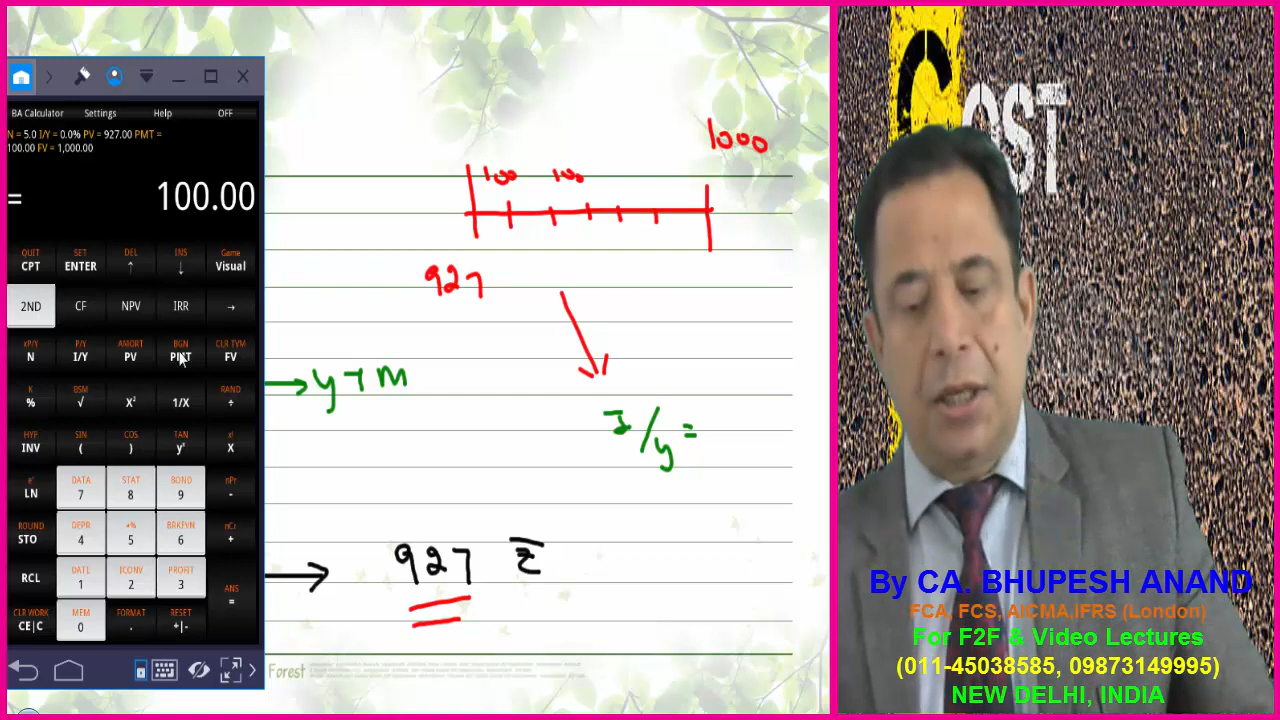 BA Calculator Settings Help OFF
N = 5.0 I/Y = 0.0% PV = 927.00 PMT =
100.00 FV = 1,000.00
= 100.00
QUIT SET DEL INS Game
CPT ENTER ↑ ↓ Visual
2ND CF NPV IRR →
xP/Y P/Y AMORT BGN CLR TVM
N I/Y PV PMT FV
K BSM RAND
% √ X² 1/X ÷
HYP SIN COS TAN x!
INV ( ) yˣ X
eˣ DATA STAT BOND nPr
LN 7 8 9 -
ROUND DEPR BRKEVN nCr
STO 4 5 6 +
DATE ICONV PROFIT
RCL 1 2 3
ANS
=
CLR WORK MEM FORMAT RESET
CE|C 0 . +|-
1000
100 100
927
Y T M
I/y =
927
Forest
COST
By CA. BHUPESH ANAND
FCA, FCS, AICMA,IFRS (London)
For F2F & Video Lectures
(011-45038585, 09873149995)
NEW DELHI, INDIA